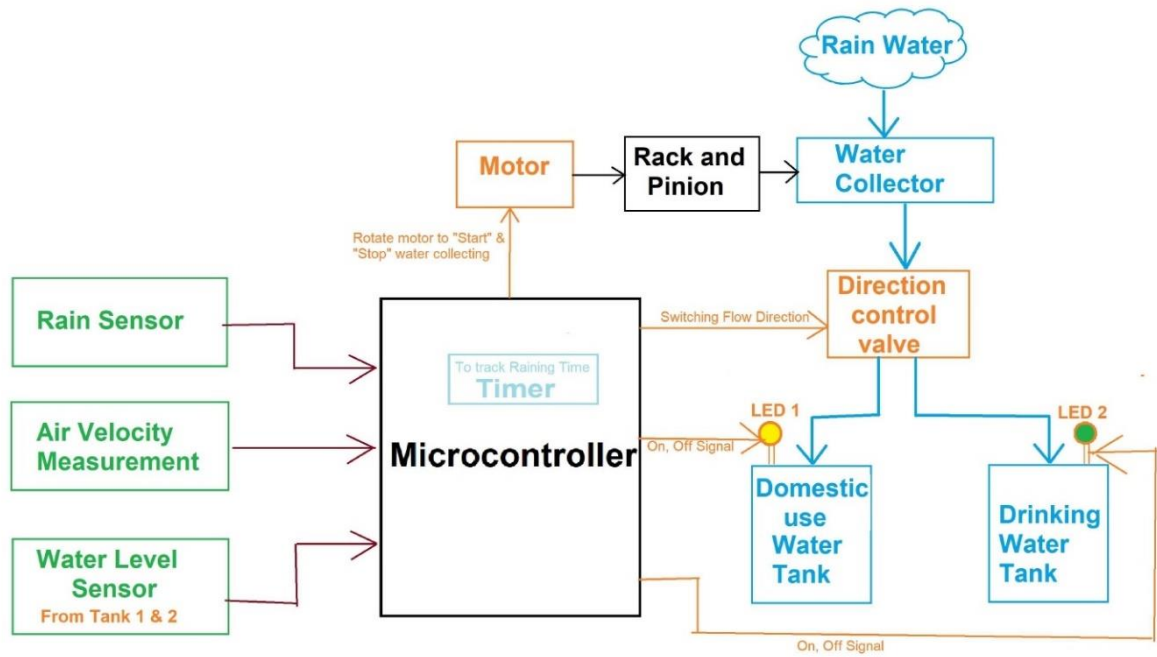 Rain Water
Motor
Rack and
Pinion
Water
Collector
Rotate motor to "Start" &
"Stop" water collecting
Rain Sensor
Switching Flow Direction
Direction
control
valve
To track Raining Time
Timer
LED 1
LED 2
Air Velocity
Measurement
Microcontroller
On, Off Signal
Domestic
use
Water
Tank
Drinking
Water
Tank
Water Level
Sensor
From Tank 1 & 2
On, Off Signal